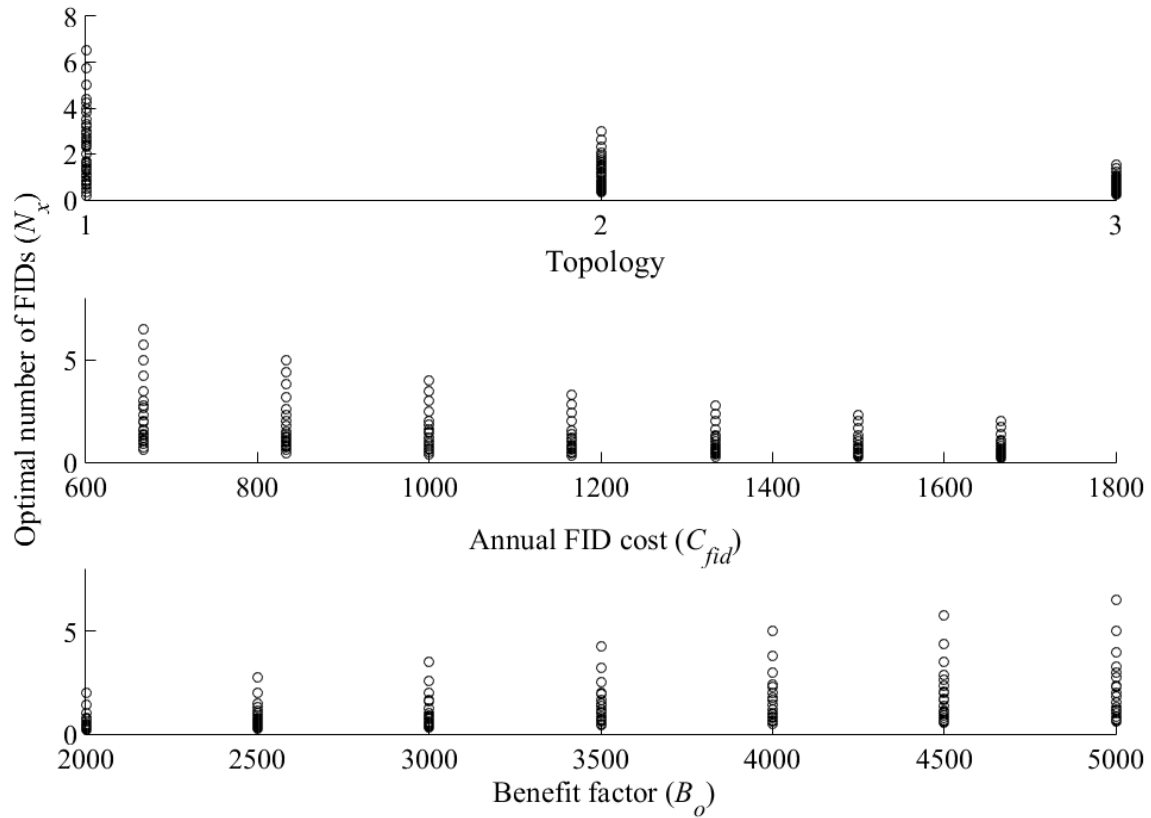 Optimal number of FIDs (Nx)
8
6
4
2
0
1 2 3
Topology
5
0
600 800 1000 1200 1400 1600 1800
Annual FID cost (Cfid)
5
0
2000 2500 3000 3500 4000 4500 5000
Benefit factor (Bo)